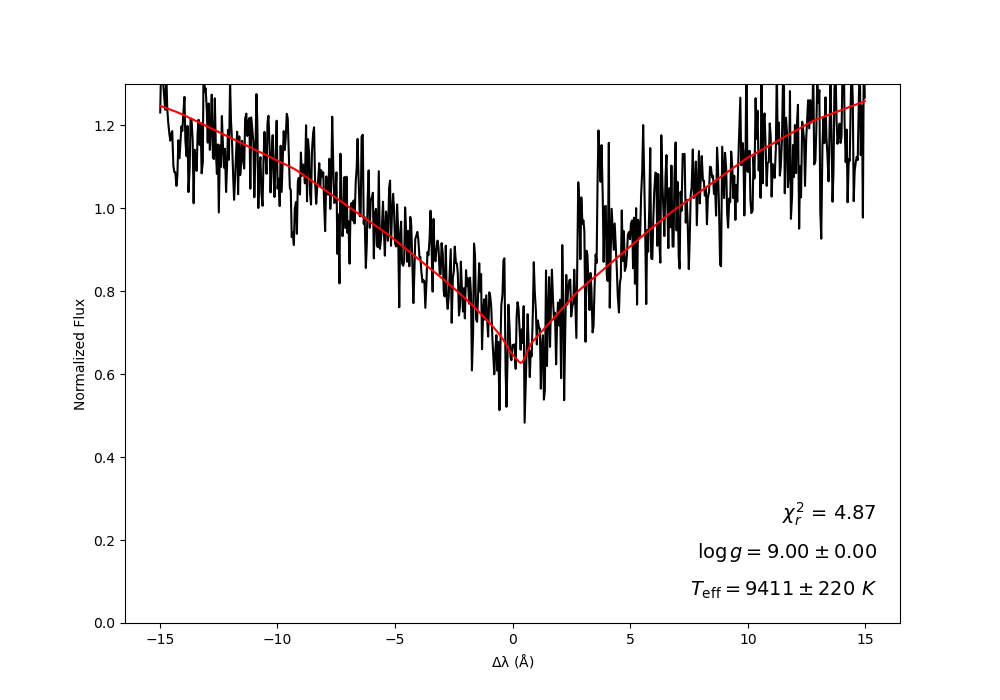 Normalized Flux
1.2
1.0
0.8
0.6
0.4
0.2
0.0
χ²ᵣ = 4.87
log g = 9.00 ± 0.00
T_eff = 9411 ± 220 K
−15 −10 −5 0 5 10 15
Δλ (Å)